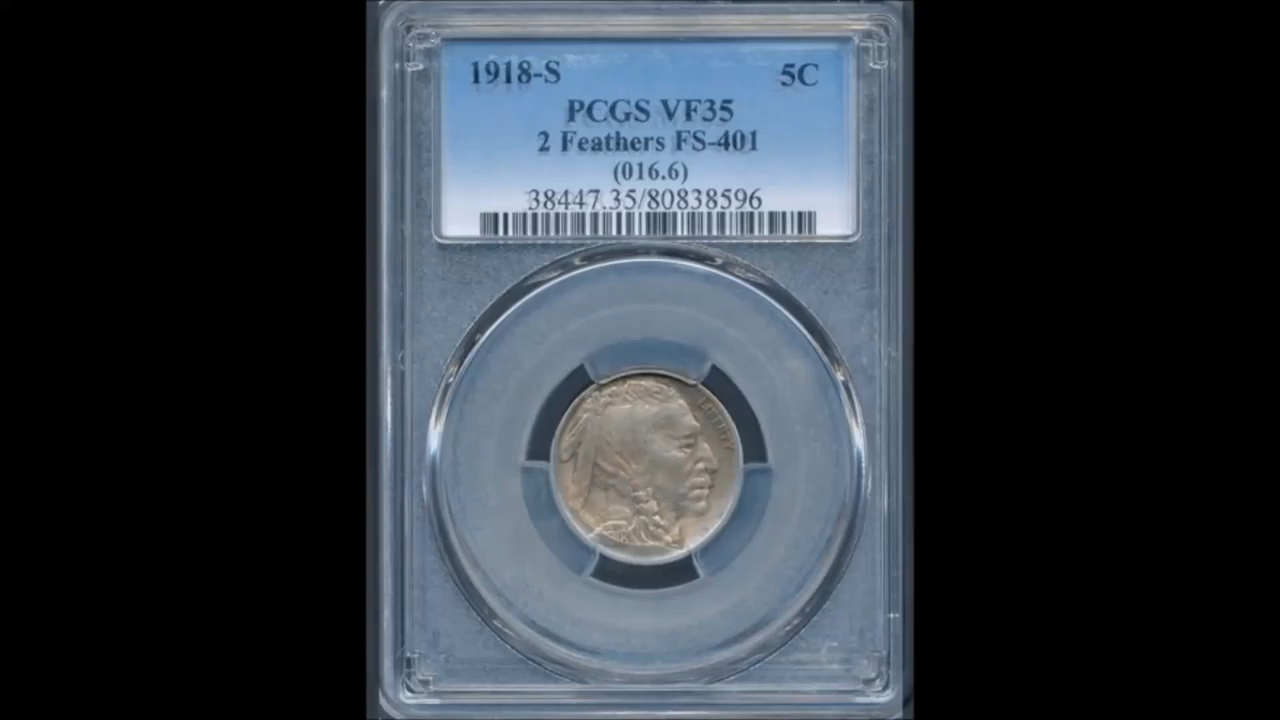 1918-S 5C
PCGS VF35
2 Feathers FS-401
(016.6)
38447.35/80838596
LIBERTY